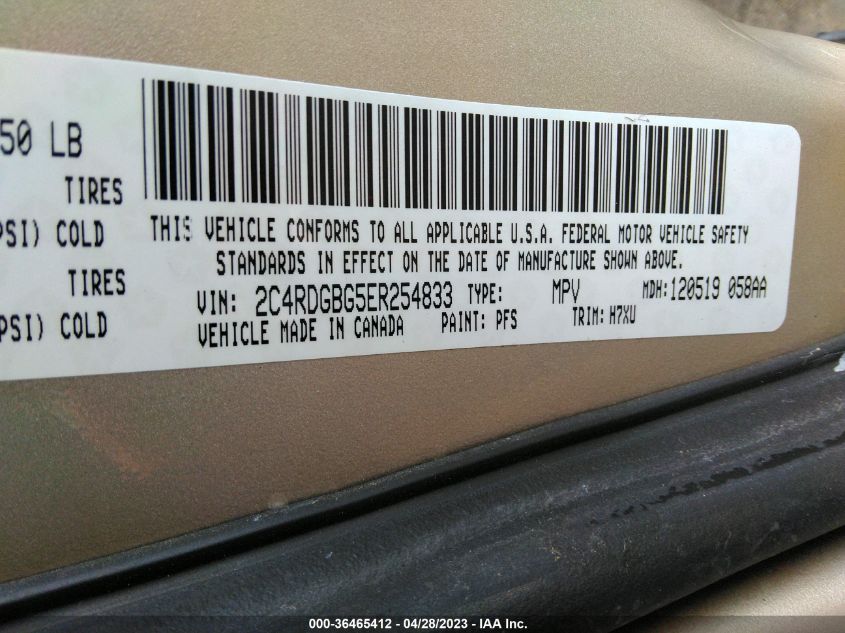 50 LB
TIRES
PSI) COLD
TIRES
PSI) COLD
THIS VEHICLE CONFORMS TO ALL APPLICABLE U.S.A. FEDERAL MOTOR VEHICLE SAFETY
STANDARDS IN EFFECT ON THE DATE OF MANUFACTURE SHOWN ABOVE.
VIN: 2C4RDGBG5ER254833 TYPE: MPV MDH: 120519 058AA
VEHICLE MADE IN CANADA PAINT: PFS TRIM: H7XU
000-36465412 - 04/28/2023 - IAA Inc.